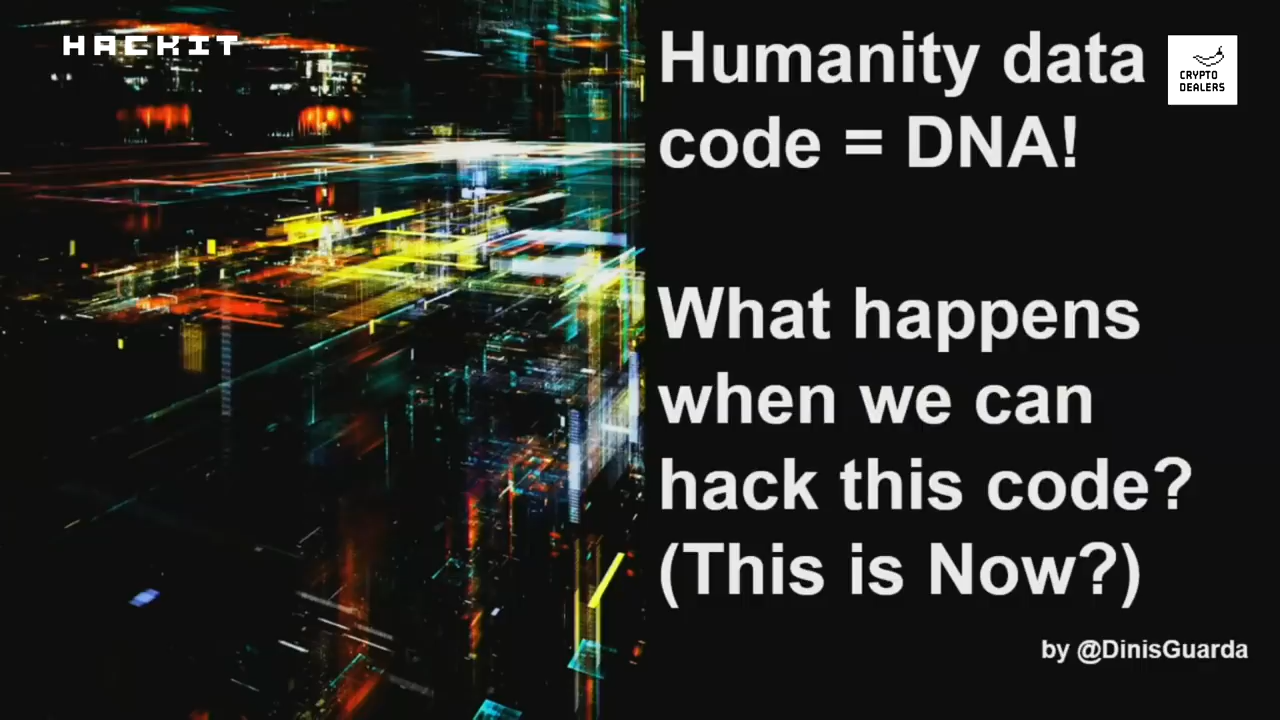 HACKIT
Humanity data
code = DNA!
CRYPTO
DEALERS
What happens
when we can
hack this code?
(This is Now?)
by @DinisGuarda